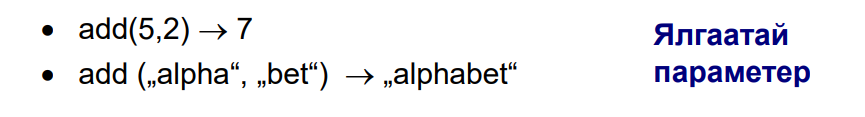 • add(5,2) → 7
• add („alpha“, „bet“) → „alphabet“
Ялгаатай
параметер